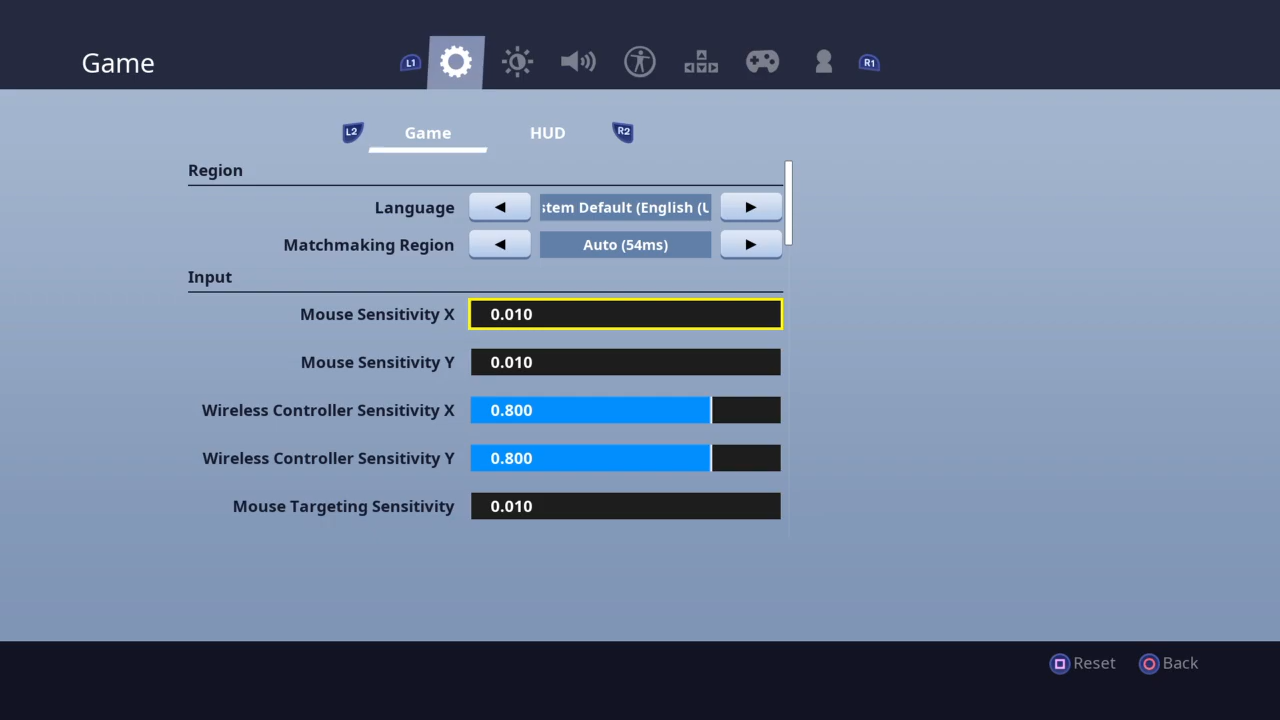 Game
L1
R1
L2
Game
HUD
R2
Region
Language
stem Default (English (U
Matchmaking Region
Auto (54ms)
Input
Mouse Sensitivity X
0.010
Mouse Sensitivity Y
0.010
Wireless Controller Sensitivity X
0.800
Wireless Controller Sensitivity Y
0.800
Mouse Targeting Sensitivity
0.010
Reset
Back